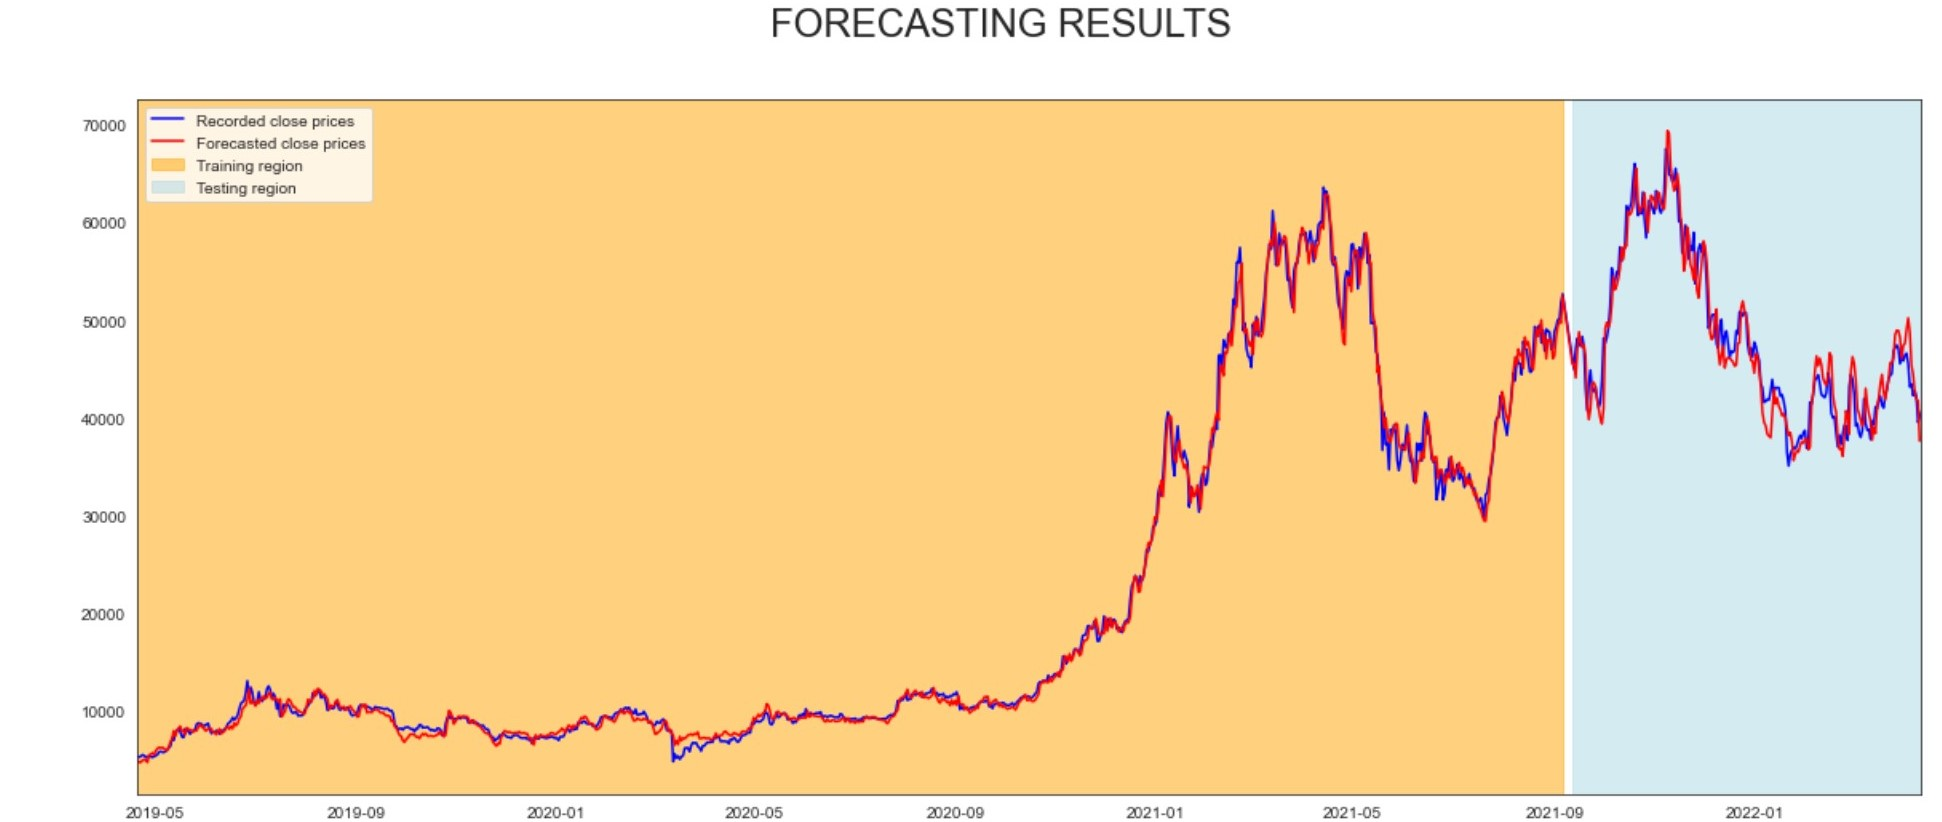 FORECASTING RESULTS
Recorded close prices
Forecasted close prices
Training region
Testing region
70000
60000
50000
40000
30000
20000
10000
2019-05 2019-09 2020-01 2020-05 2020-09 2021-01 2021-05 2021-09 2022-01